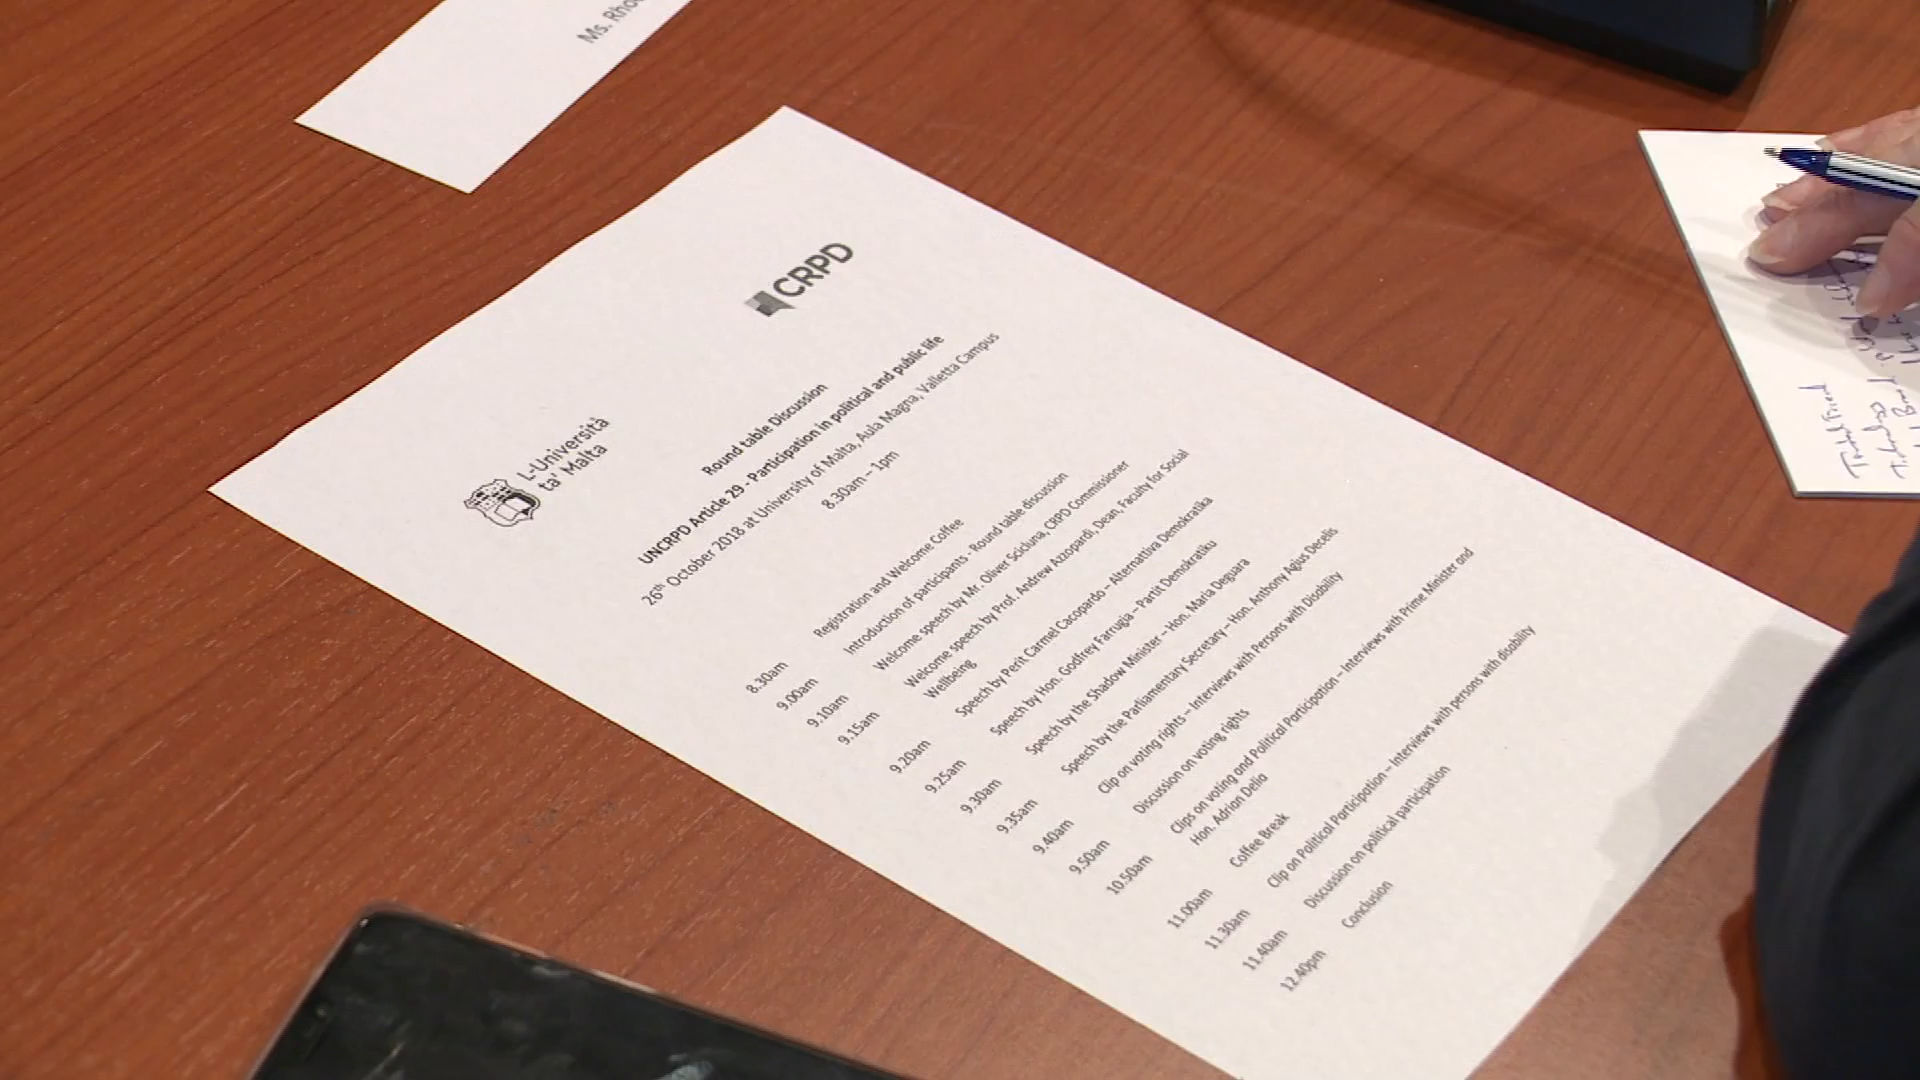 Ms. Rho
CRPD
L-Università
ta' Malta
Round table Discussion
UNCRPD Article 29 - Participation in political and public life
26th October 2018 at University of Malta, Aula Magna, Valletta Campus
8.30am – 1pm
8.30am Registration and Welcome Coffee
9.00am Introduction of participants - Round table discussion
9.10am Welcome speech by Mr. Oliver Scicluna, CRPD Commissioner
9.15am Welcome speech by Prof. Andrew Azzopardi, Dean, Faculty for Social
Wellbeing
9.20am Speech by Perit Carmel Cacopardo – Alternattiva Demokratika
9.25am Speech by Hon. Godfrey Farrugia – Partit Demokratiku
9.30am Speech by the Shadow Minister – Hon. Maria Deguara
9.35am Speech by the Parliamentary Secretary – Hon. Anthony Agius Decelis
9.40am Clip on voting rights – Interviews with Persons with Disability
9.50am Discussion on voting rights
10.50am Clips on voting and Political Participation – Interviews with Prime Minister and
Hon. Adrian Delia
11.00am Coffee Break
11.30am Clip on Political Participation – Interviews with persons with disability
11.40am Discussion on political participation
12.40pm Conclusion